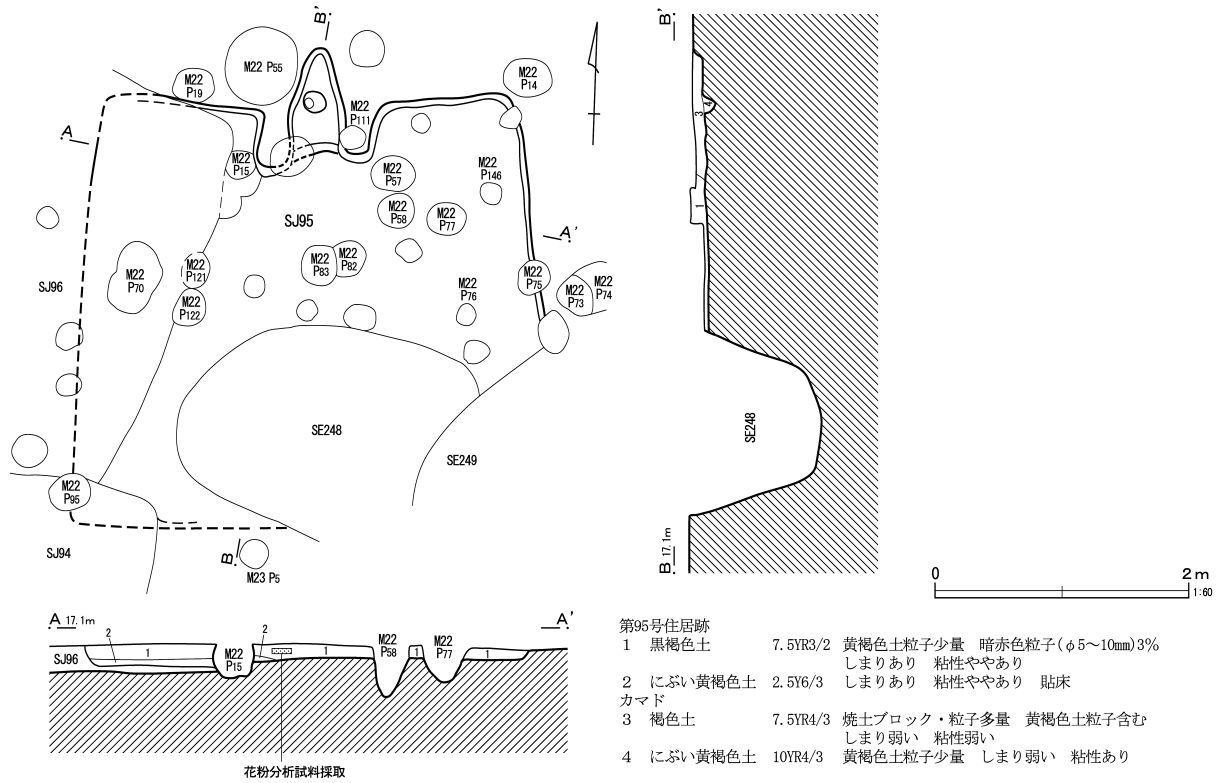 B'
M22 P55
M22
P19
M22
P14
M22
P111
A
M22
P15
M22
P57
M22
P146
SJ95
M22
P58
M22
P77
A'
M22
P83
M22
P82
SJ96
M22
P70
M22
P121
M22
P122
M22
P76
M22
P75
M22
P73
M22
P74
SE248
SE249
M22
P95
SJ94
B
M23 P5
B'
4
3
1
SE248
B 17.1m
0 2m
1:60
A 17.1m A'
2
SJ96
1
M22
P15
2
1
M22
P58
1
M22
P77
1
花粉分析試料採取
第95号住居跡
1 黒褐色土 7.5YR3/2 黄褐色土粒子少量 暗赤色粒子(φ5～10mm)3%
しまりあり 粘性ややあり
2 にぶい黄褐色土 2.5Y6/3 しまりあり 粘性ややあり 貼床
カマド
3 褐色土 7.5YR4/3 焼土ブロック・粒子多量 黄褐色土粒子含む
しまり弱い 粘性弱い
4 にぶい黄褐色土 10YR4/3 黄褐色土粒子少量 しまり弱い 粘性あり